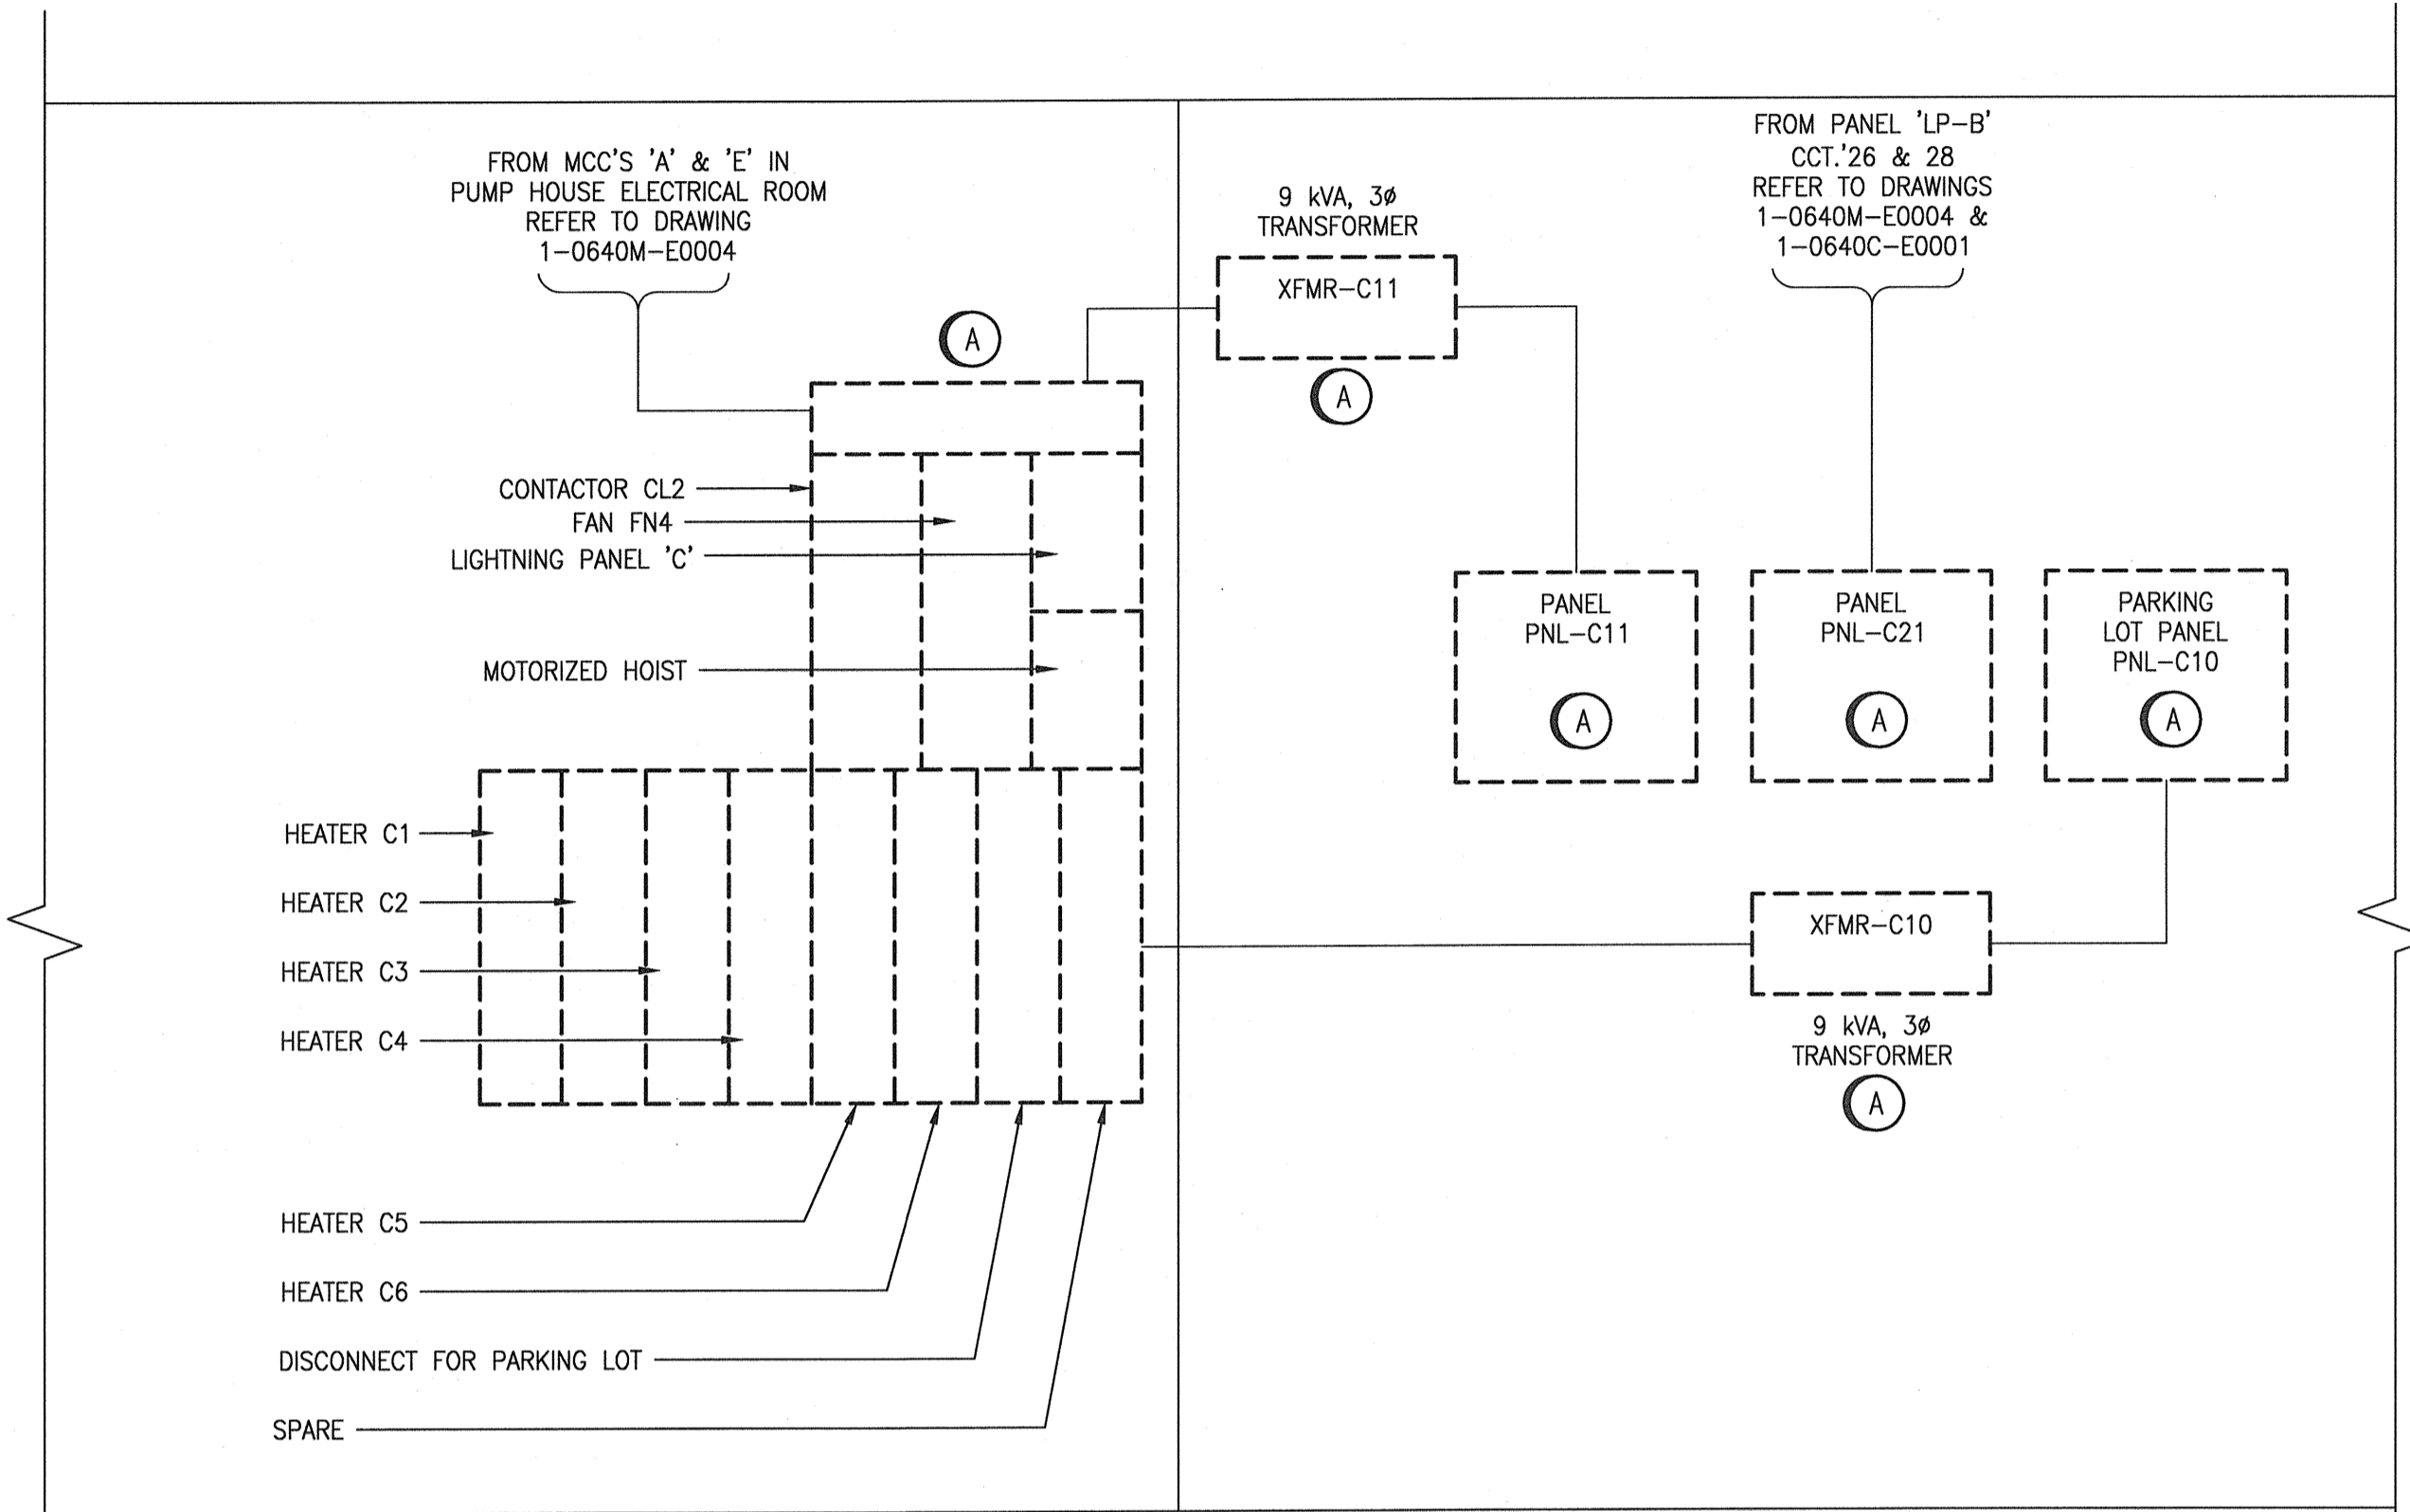 FROM MCC'S 'A' & 'E' IN
PUMP HOUSE ELECTRICAL ROOM
REFER TO DRAWING
1-0640M-E0004
A
CONTACTOR CL2
FAN FN4
LIGHTNING PANEL 'C'
MOTORIZED HOIST
HEATER C1
HEATER C2
HEATER C3
HEATER C4
HEATER C5
HEATER C6
DISCONNECT FOR PARKING LOT
SPARE
9 kVA, 3ø
TRANSFORMER
XFMR-C11
A
FROM PANEL 'LP-B'
CCT.'26 & 28
REFER TO DRAWINGS
1-0640M-E0004 &
1-0640C-E0001
PANEL
PNL-C11
A
PANEL
PNL-C21
A
PARKING
LOT PANEL
PNL-C10
A
XFMR-C10
9 kVA, 3ø
TRANSFORMER
A